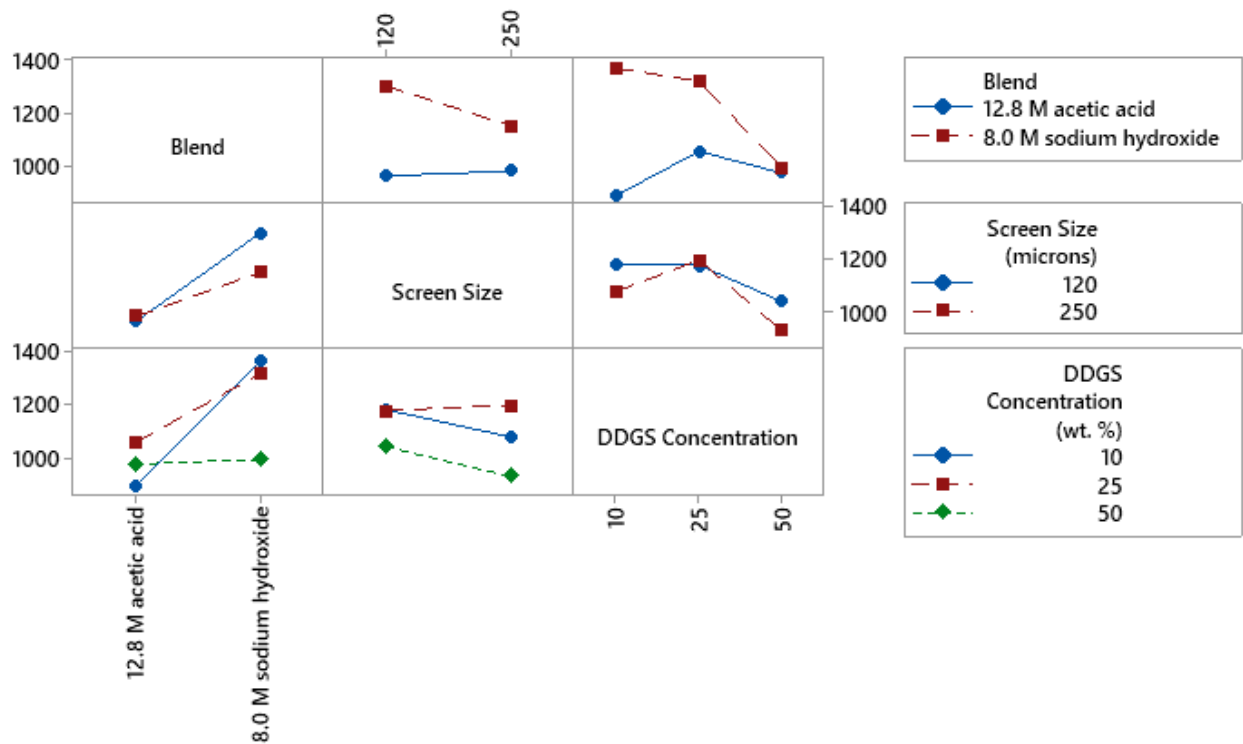 120
250
1400
1200
1000
Blend
Blend
12.8 M acetic acid
8.0 M sodium hydroxide
Screen Size
1400
1200
1000
Screen Size
(microns)
120
250
1400
1200
1000
DDGS Concentration
DDGS
Concentration
(wt. %)
10
25
50
12.8 M acetic acid
8.0 M sodium hydroxide
10
25
50